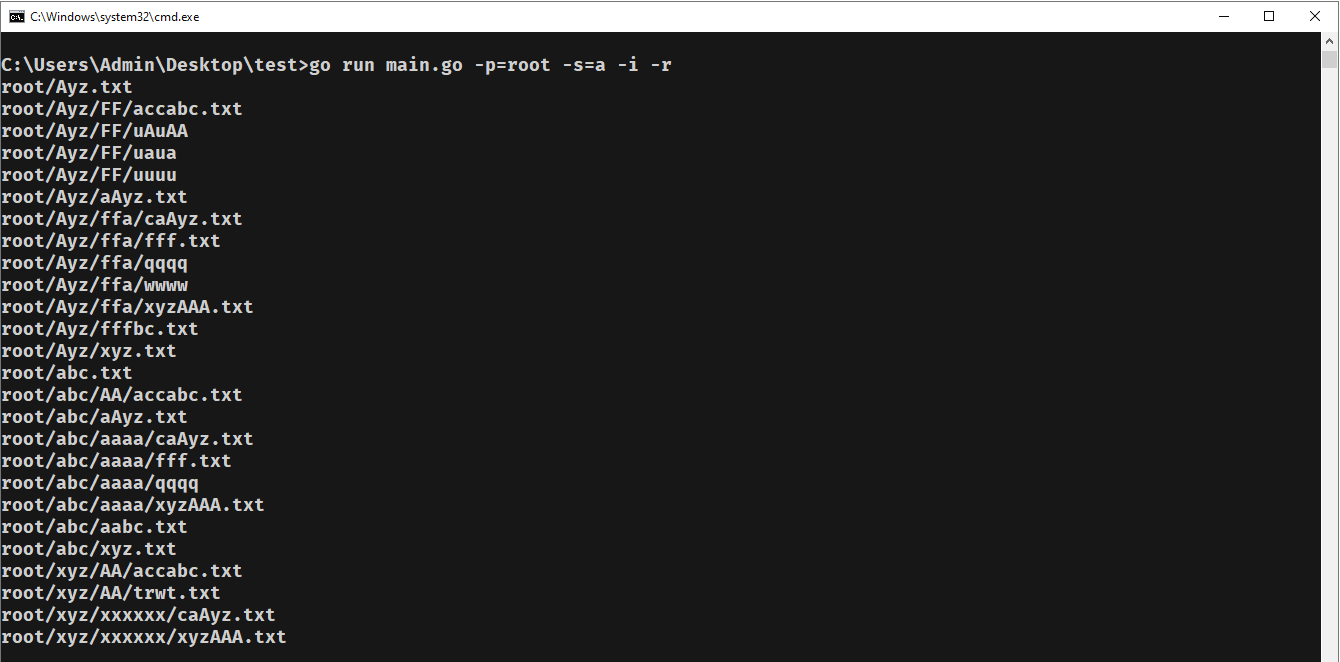 C:\Windows\system32\cmd.exe
C:\Users\Admin\Desktop\test>go run main.go -p=root -s=a -i -r
root/Ayz.txt
root/Ayz/FF/accabc.txt
root/Ayz/FF/uAuAA
root/Ayz/FF/uaua
root/Ayz/FF/uuuu
root/Ayz/aAyz.txt
root/Ayz/ffa/caAyz.txt
root/Ayz/ffa/fff.txt
root/Ayz/ffa/qqqq
root/Ayz/ffa/wwww
root/Ayz/ffa/xyzAAA.txt
root/Ayz/fffbc.txt
root/Ayz/xyz.txt
root/abc.txt
root/abc/AA/accabc.txt
root/abc/aAyz.txt
root/abc/aaaa/caAyz.txt
root/abc/aaaa/fff.txt
root/abc/aaaa/qqqq
root/abc/aaaa/xyzAAA.txt
root/abc/aabc.txt
root/abc/xyz.txt
root/xyz/AA/accabc.txt
root/xyz/AA/trwt.txt
root/xyz/xxxxxx/caAyz.txt
root/xyz/xxxxxx/xyzAAA.txt